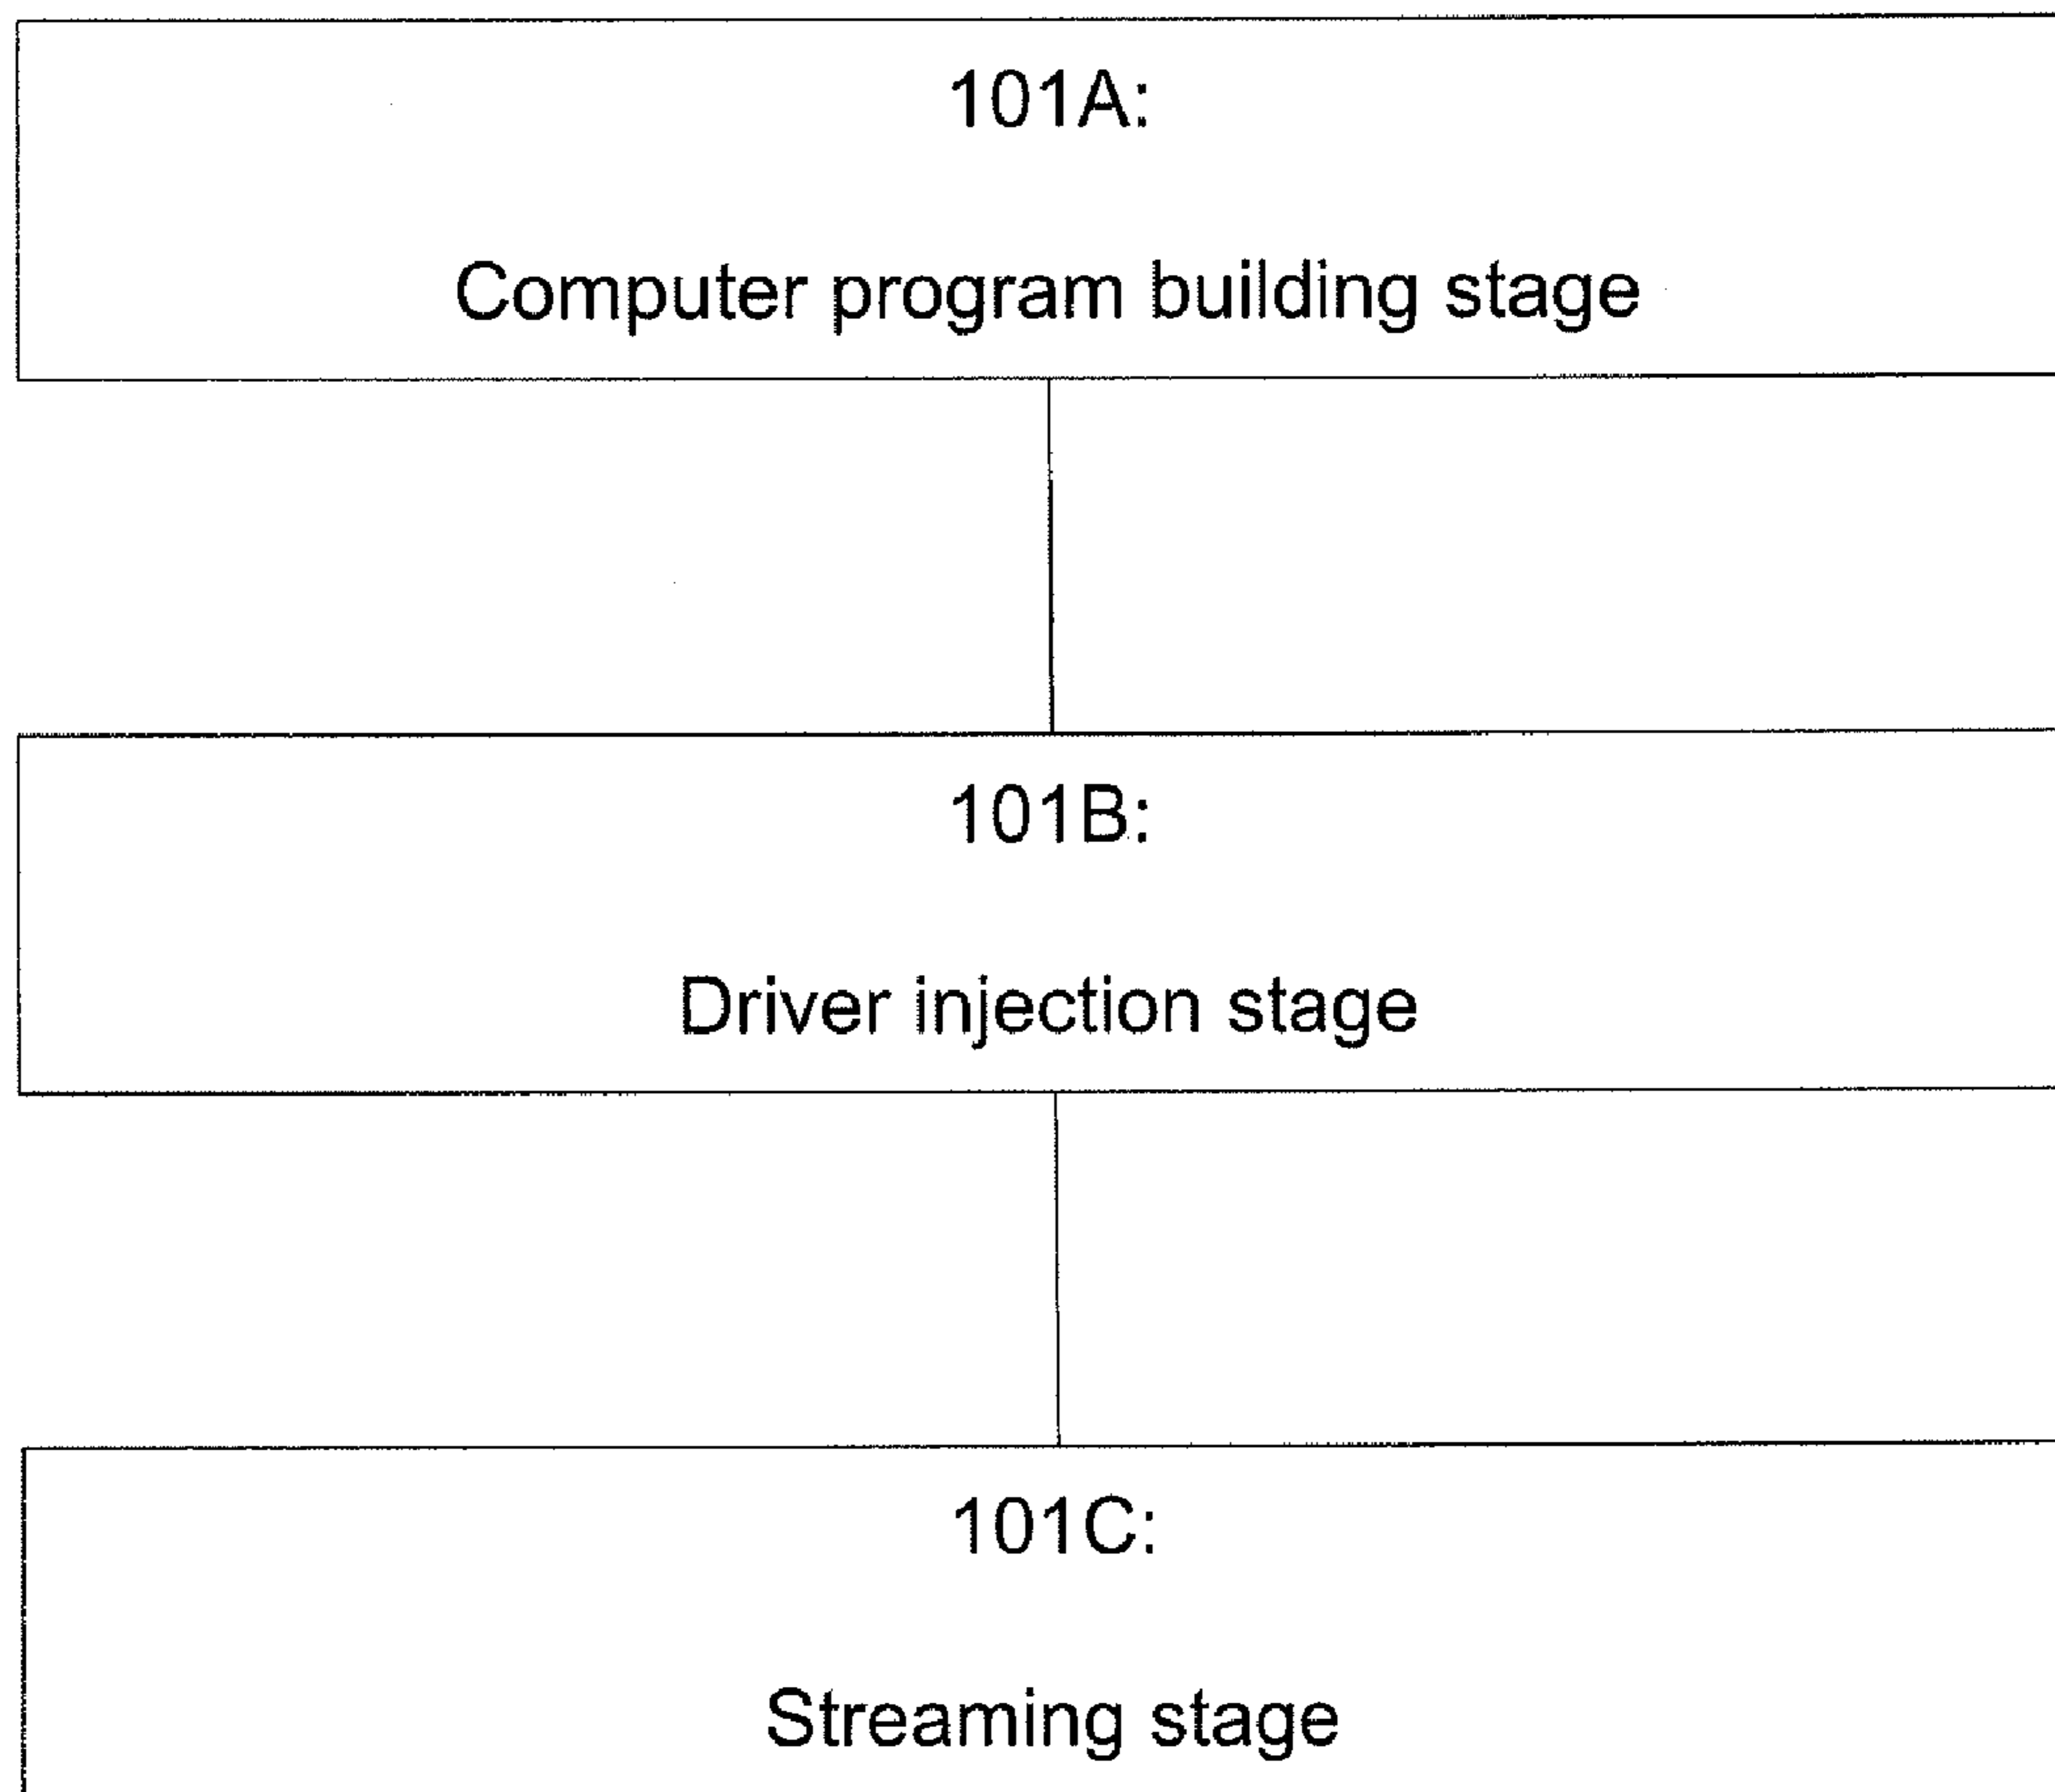 101A:
Computer program building stage
101B:
Driver injection stage
101C:
Streaming stage